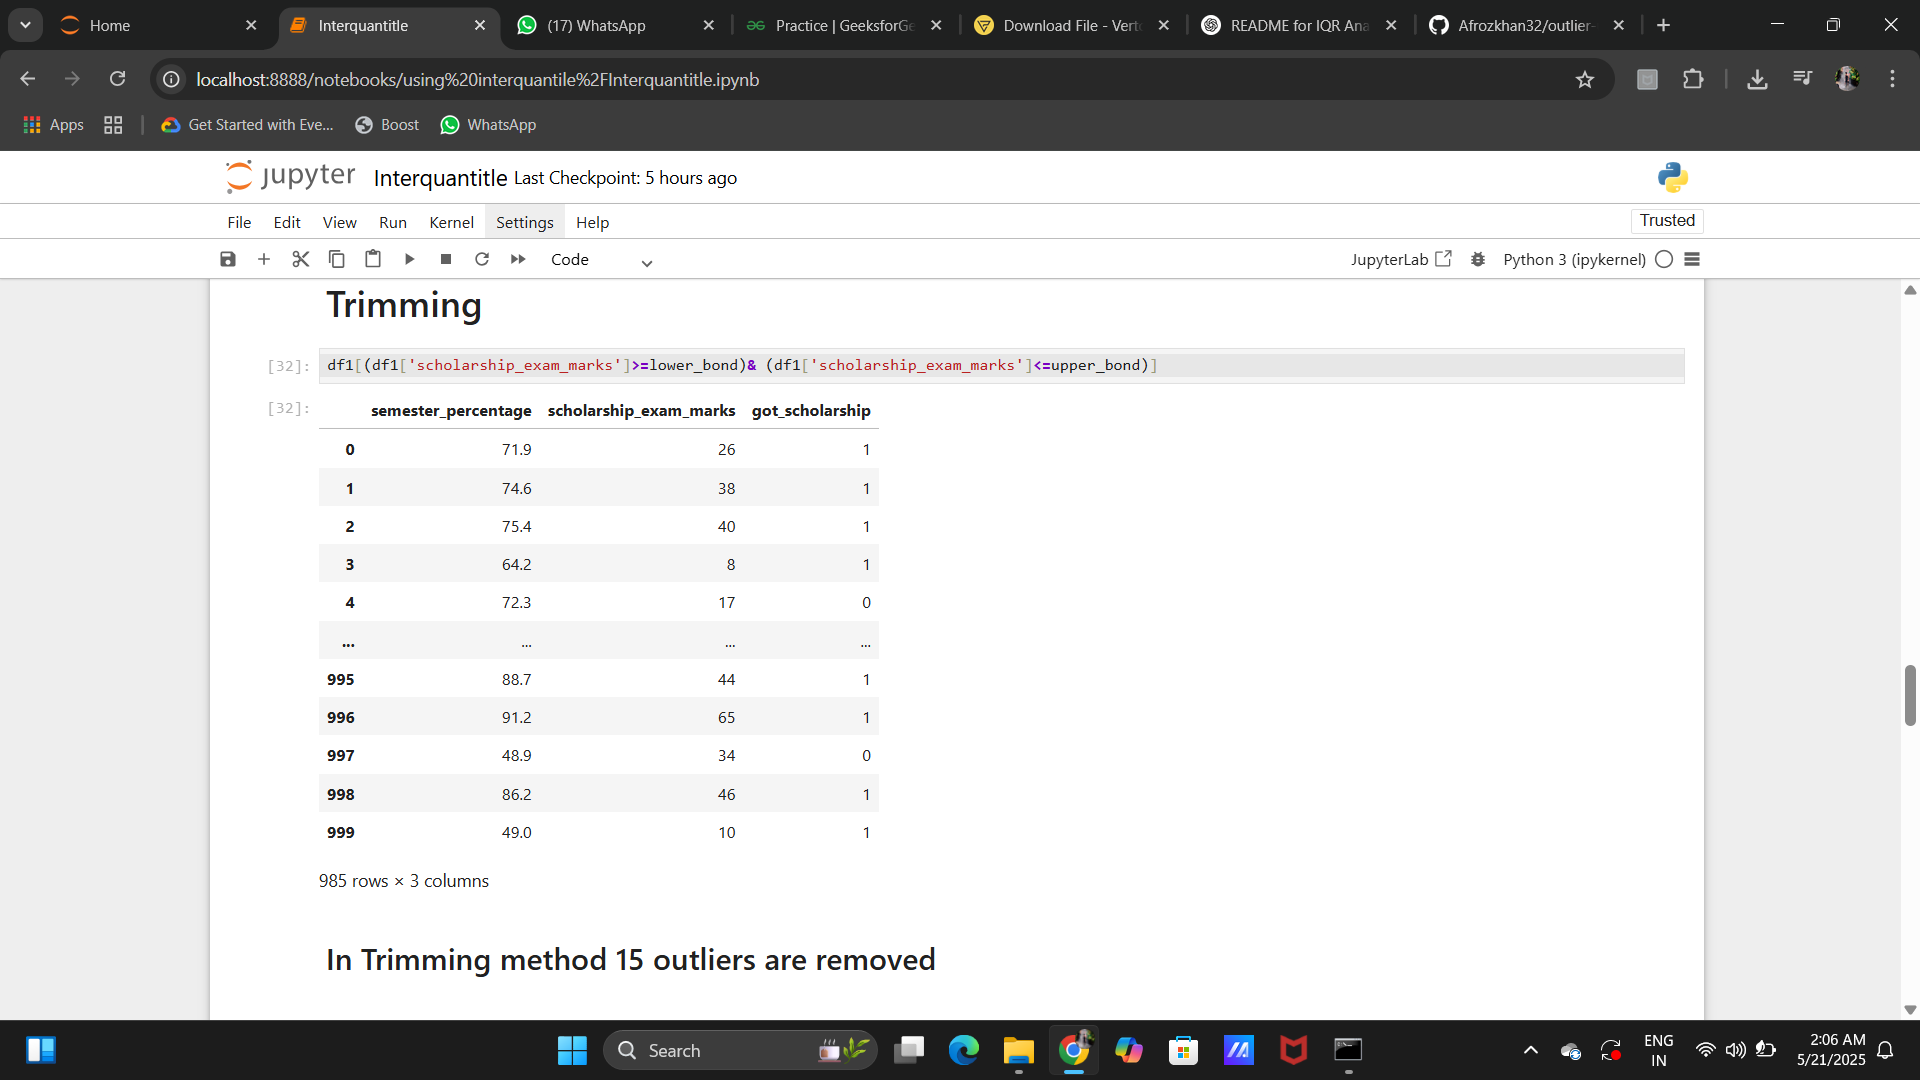 Home
Interquantitle
(17) WhatsApp
Practice | GeeksforGe
Download File - Verto
README for IQR Ana
Afrozkhan32/outlier-
localhost:8888/notebooks/using%20interquantile%2FInterquantitle.ipynb
Apps
Get Started with Eve...
Boost
WhatsApp
jupyter Interquantitle Last Checkpoint: 5 hours ago
File Edit View Run Kernel Settings Help
Trusted
Code
JupyterLab
Python 3 (ipykernel)
Trimming
[32]: df1[(df1['scholarship_exam_marks']>=lower_bond)& (df1['scholarship_exam_marks']<=upper_bond)]
[32]: semester_percentage scholarship_exam_marks got_scholarship
0 71.9 26 1
1 74.6 38 1
2 75.4 40 1
3 64.2 8 1
4 72.3 17 0
... ... ... ...
995 88.7 44 1
996 91.2 65 1
997 48.9 34 0
998 86.2 46 1
999 49.0 10 1
985 rows × 3 columns
In Trimming method 15 outliers are removed
Search
ENG
IN
2:06 AM
5/21/2025